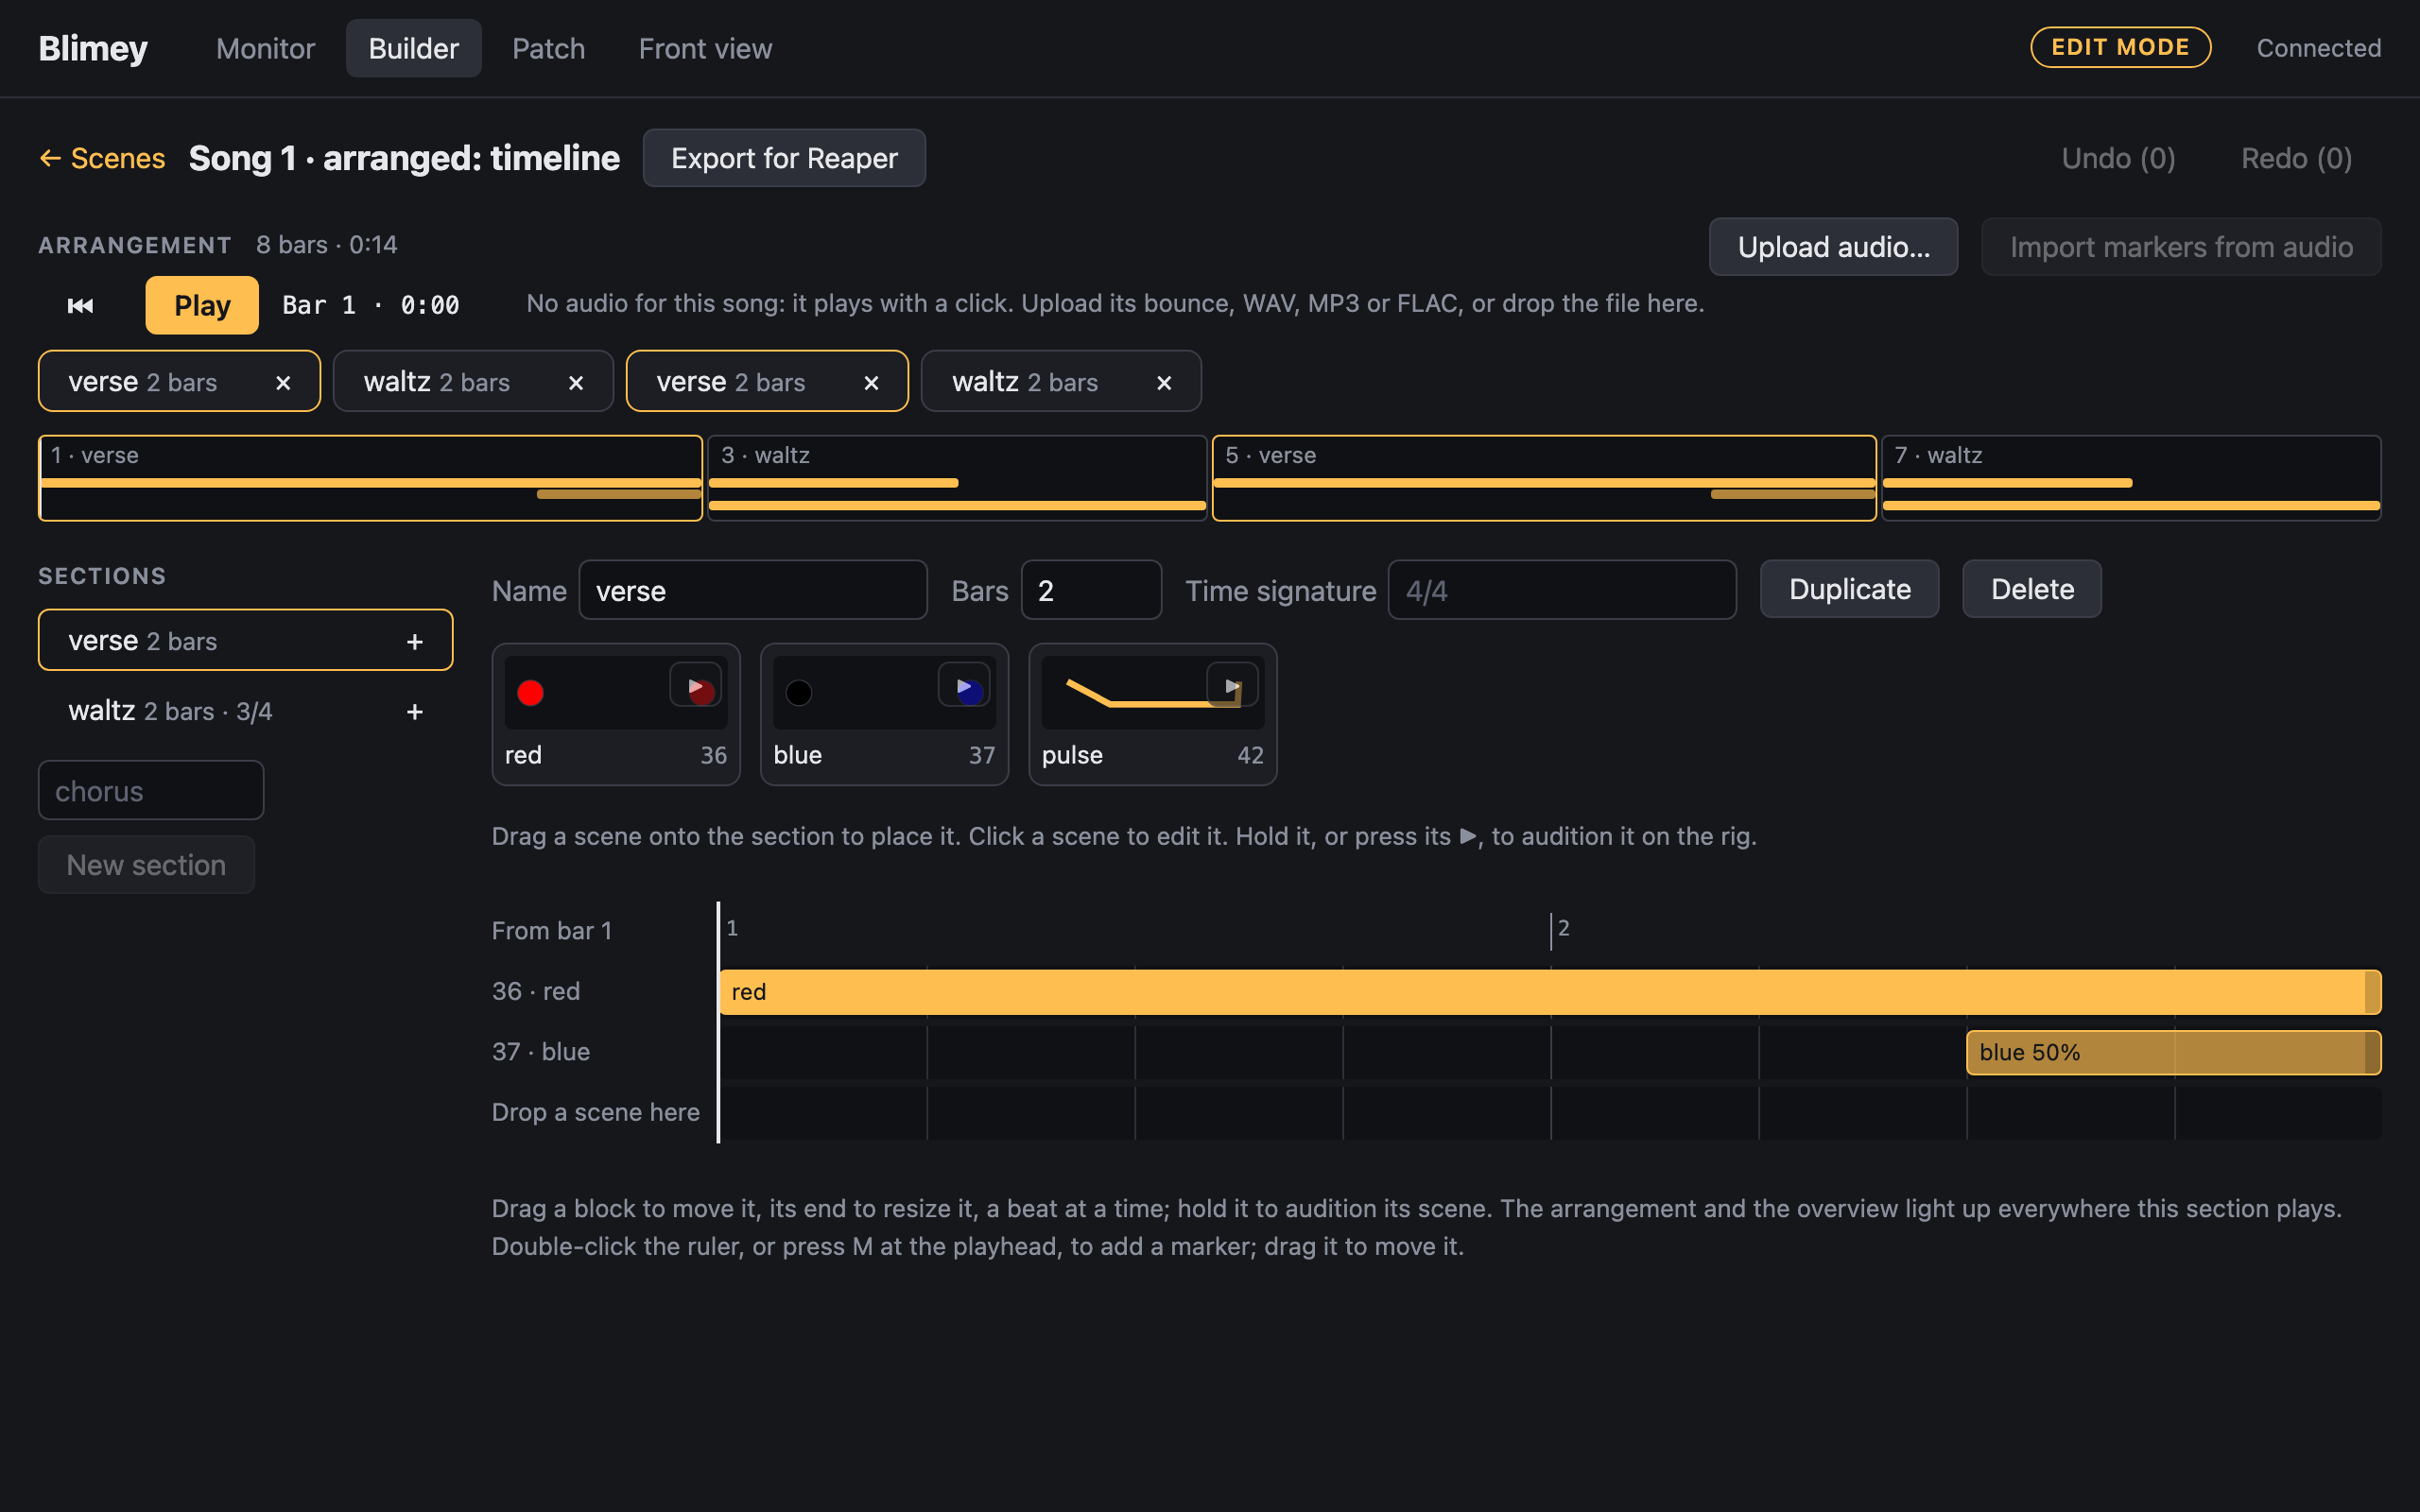 Blimey Monitor Builder Patch Front view EDIT MODE Connected
← Scenes Song 1 · arranged: timeline Export for Reaper Undo (0) Redo (0)
ARRANGEMENT 8 bars · 0:14 Upload audio... Import markers from audio
Play Bar 1 · 0:00 No audio for this song: it plays with a click. Upload its bounce, WAV, MP3 or FLAC, or drop the file here.
verse 2 bars × waltz 2 bars × verse 2 bars × waltz 2 bars ×
1 · verse 3 · waltz 5 · verse 7 · waltz
SECTIONS
verse 2 bars +
waltz 2 bars · 3/4 +
chorus
New section
Name verse Bars 2 Time signature 4/4 Duplicate Delete
red 36 blue 37 pulse 42
Drag a scene onto the section to place it. Click a scene to edit it. Hold it, or press its ▶, to audition it on the rig.
From bar 1 1 2
36 · red red
37 · blue blue 50%
Drop a scene here
Drag a block to move it, its end to resize it, a beat at a time; hold it to audition its scene. The arrangement and the overview light up everywhere this section plays.
Double-click the ruler, or press M at the playhead, to add a marker; drag it to move it.